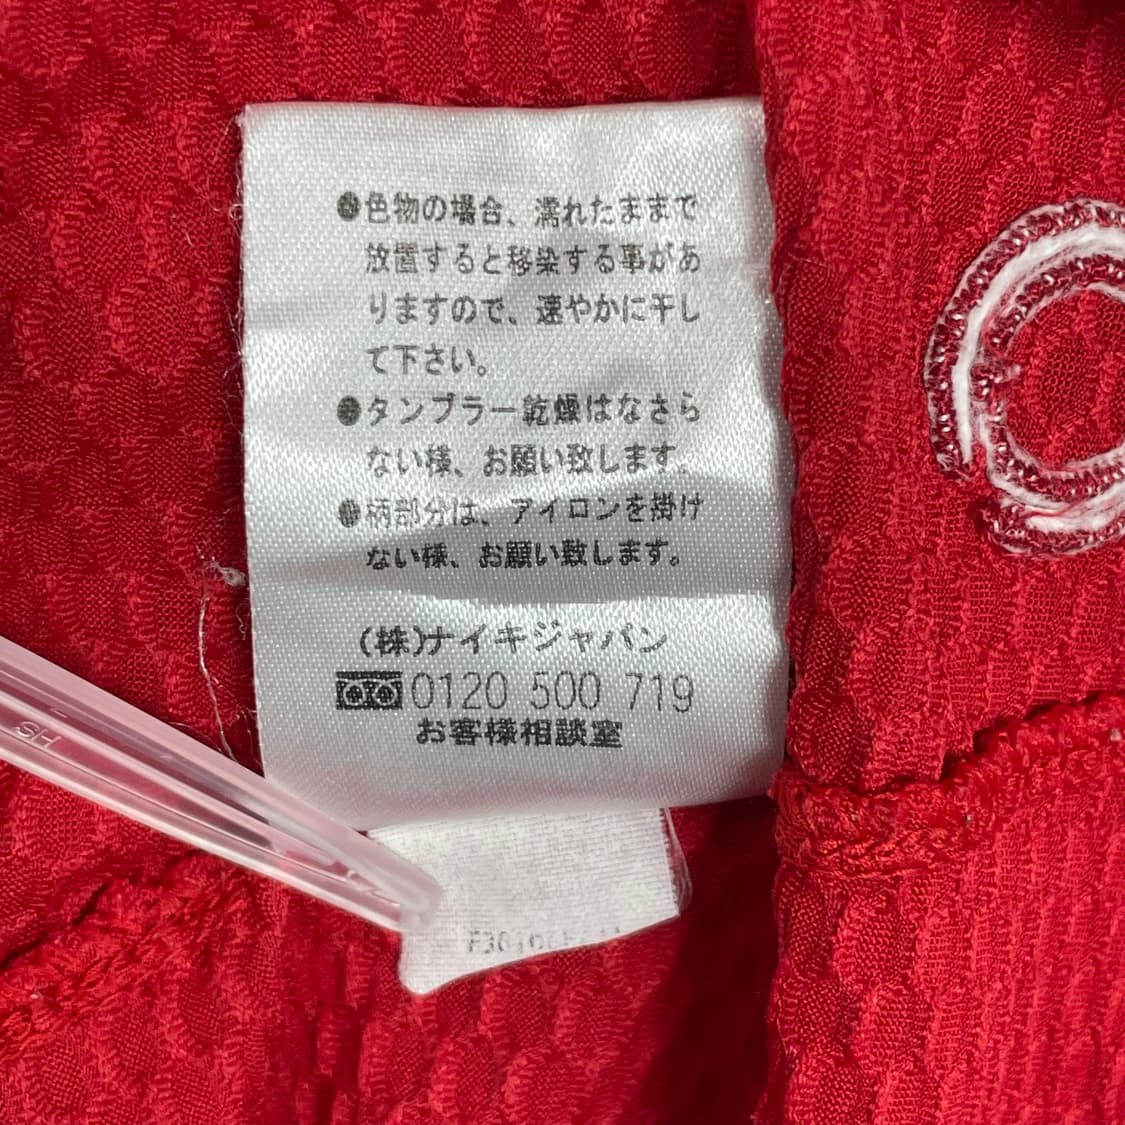 ●色物の場合、濡れたままで
放置すると移染する事があ
りますので、速やかに干し
て下さい。
●タンブラー乾燥はなさら
ない様、お願い致します。
●柄部分は、アイロンを掛け
ない様、お願い致します。
(株)ナイキジャパン
0120 500 719
お客様相談室
SH